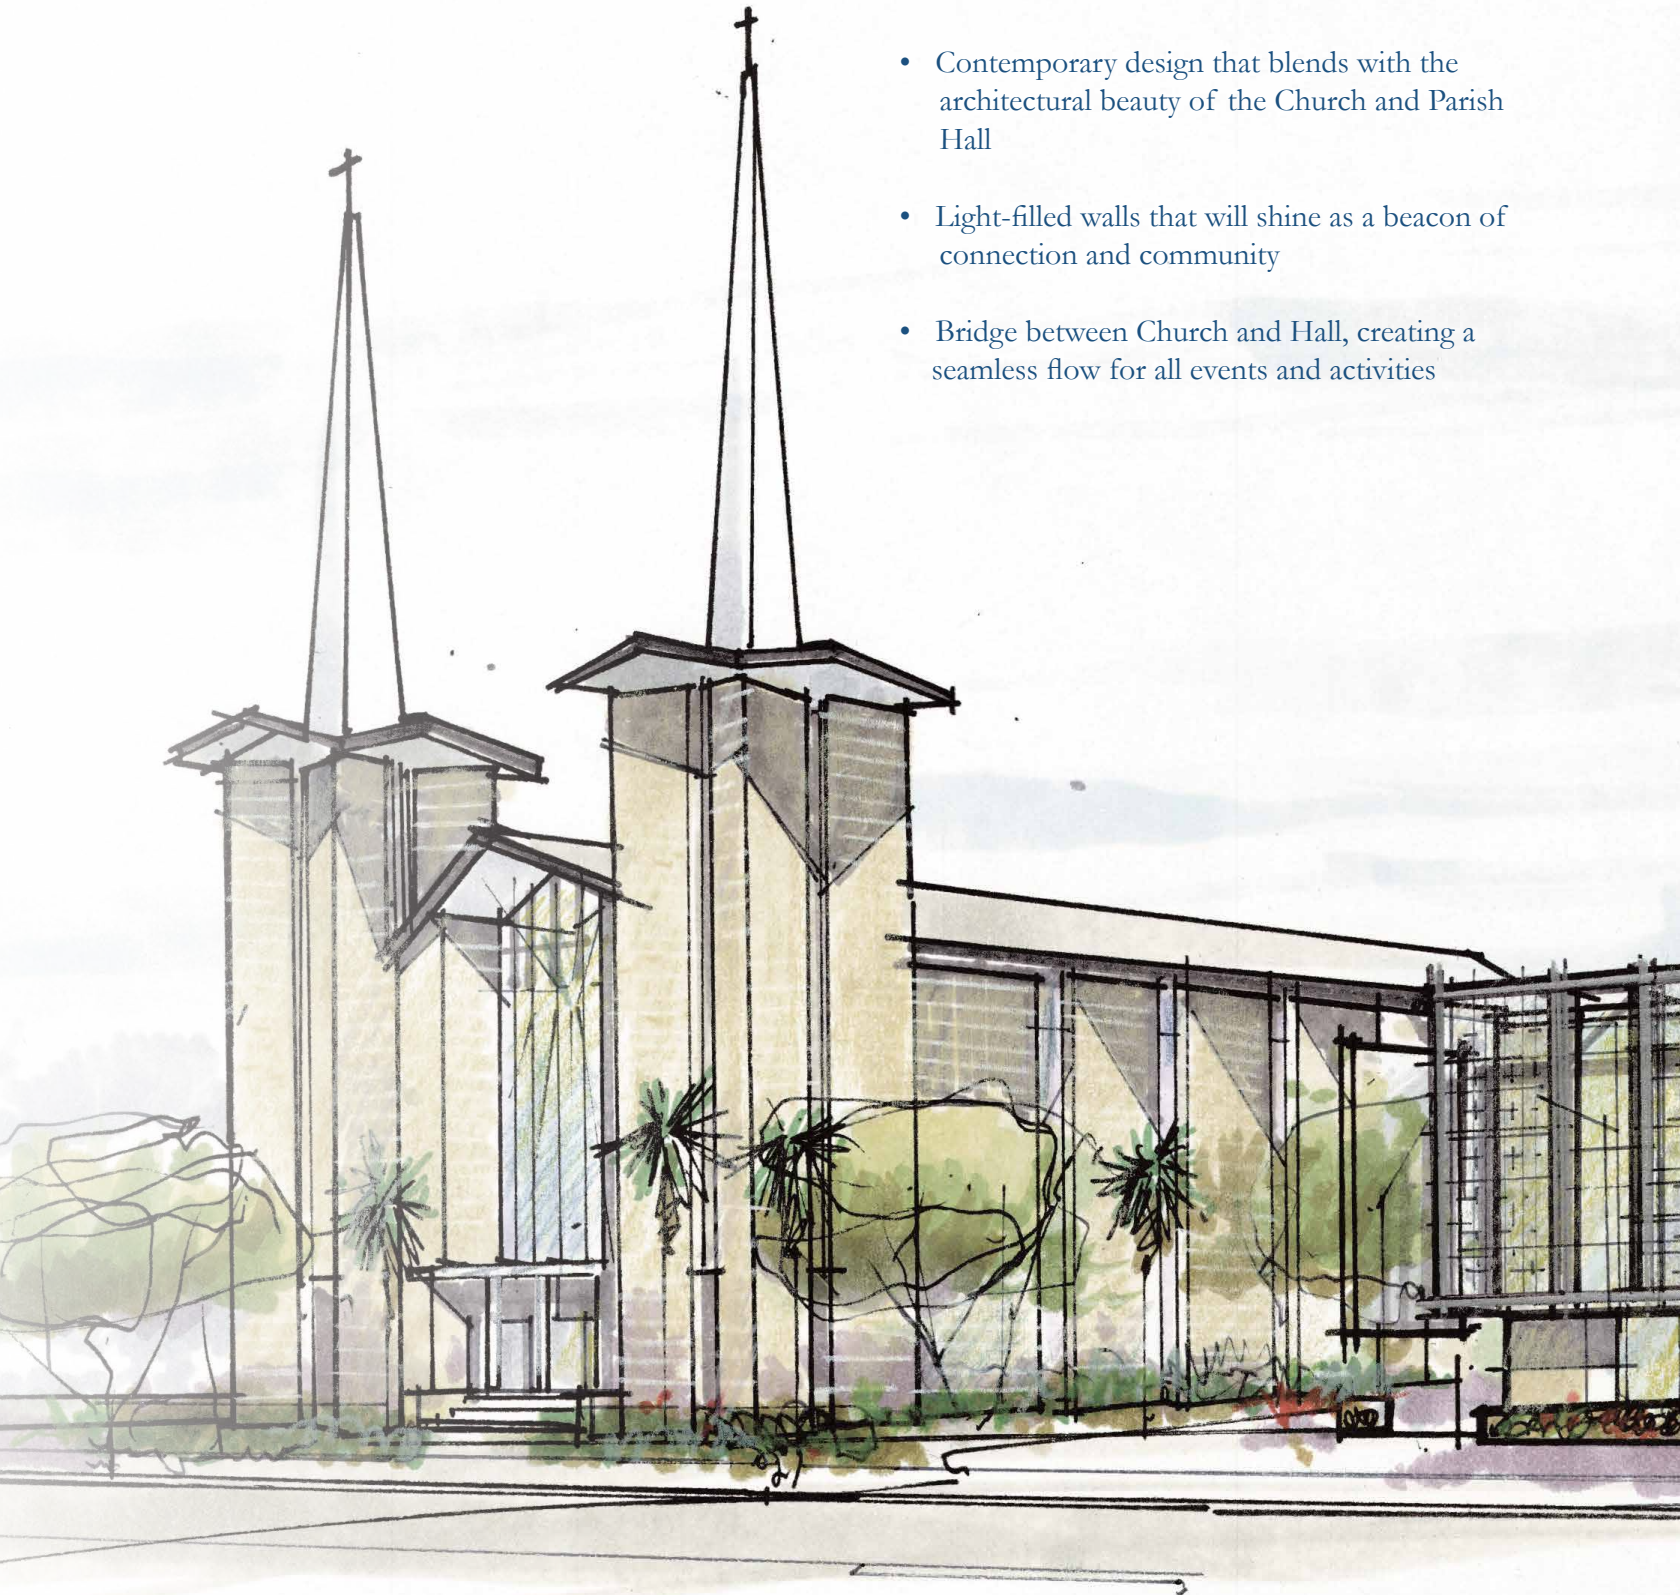 • Contemporary design that blends with the
architectural beauty of the Church and Parish
Hall
• Light-filled walls that will shine as a beacon of
connection and community
• Bridge between Church and Hall, creating a
seamless flow for all events and activities